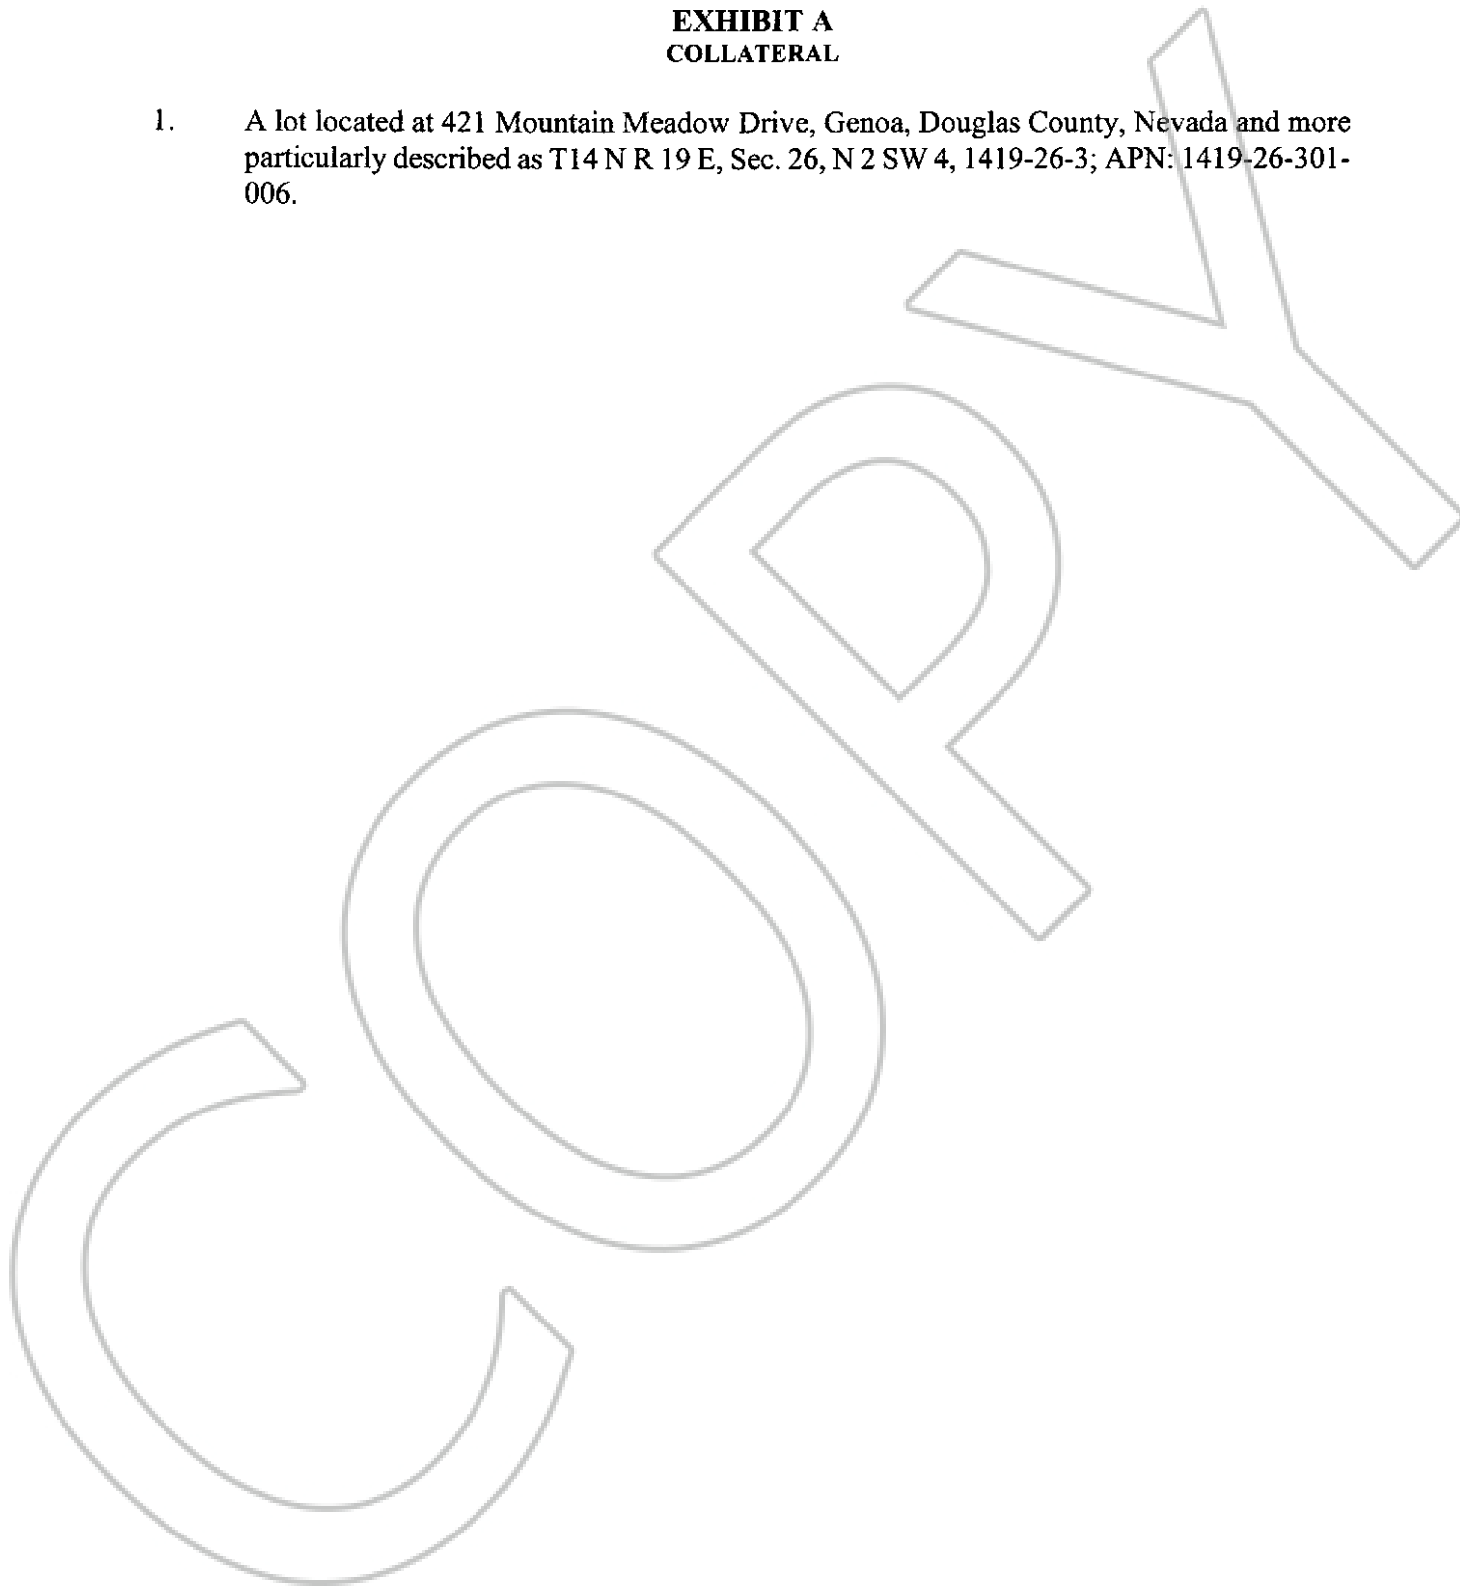 EXHIBIT A
COLLATERAL
1. A lot located at 421 Mountain Meadow Drive, Genoa, Douglas County, Nevada and more
particularly described as T14 N R 19 E, Sec. 26, N 2 SW 4, 1419-26-3; APN: 1419-26-301-
006.
COPY